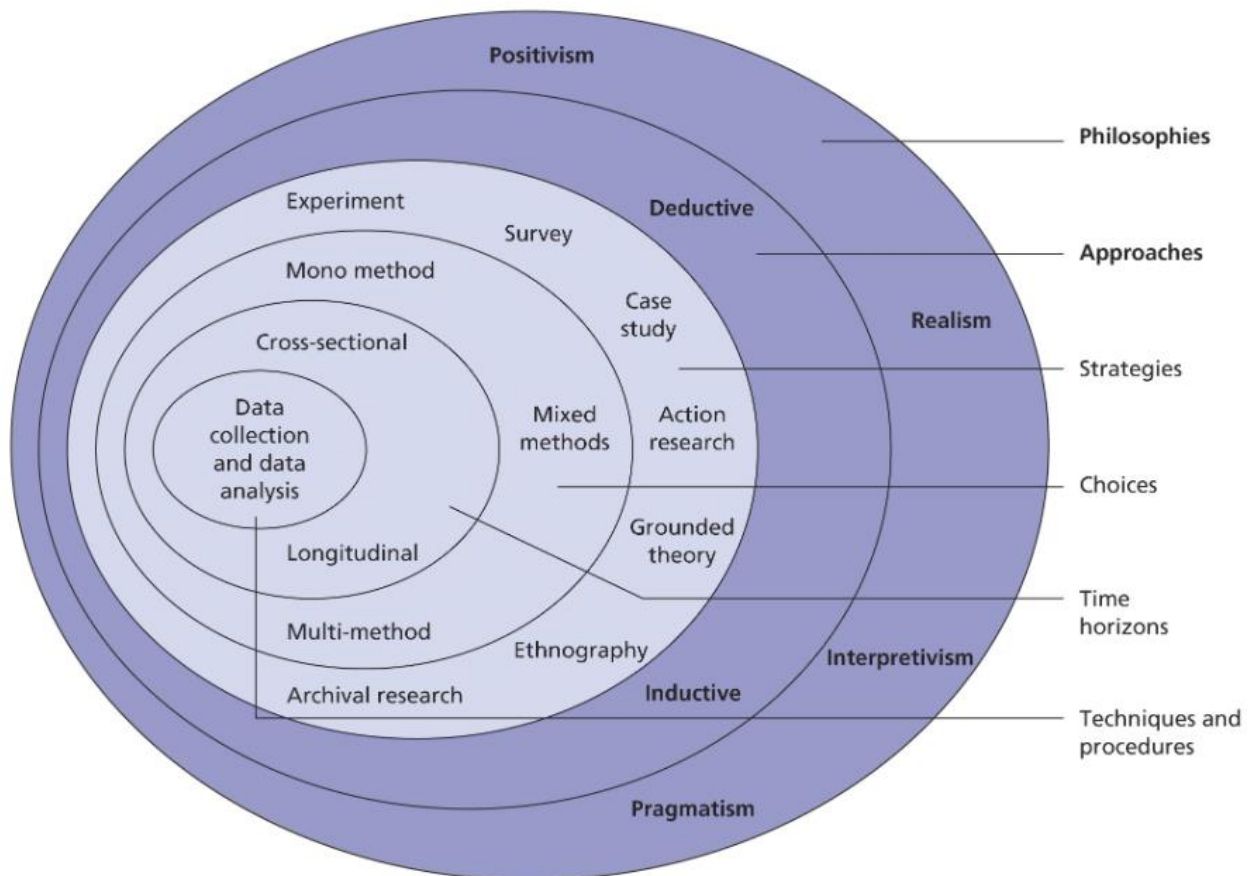 Positivism
Philosophies
Experiment
Deductive
Survey
Approaches
Mono method
Case
study
Realism
Cross-sectional
Strategies
Data
collection
and data
analysis
Mixed
methods
Action
research
Choices
Grounded
theory
Longitudinal
Time
horizons
Multi-method
Ethnography
Interpretivism
Archival research
Inductive
Techniques and
procedures
Pragmatism